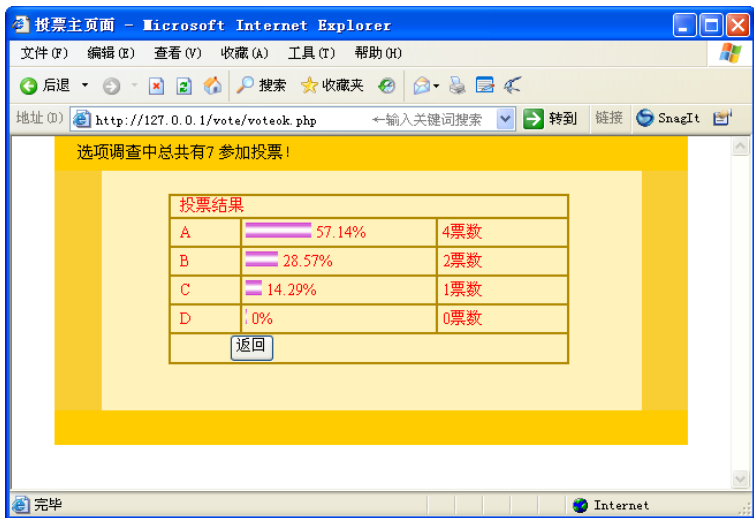 投票主页面 - Microsoft Internet Explorer
文件(F) 编辑(E) 查看(V) 收藏(A) 工具(T) 帮助(H)
后退 搜索 收藏夹
地址(D) http://127.0.0.1/vote/voteok.php ←输入关键词搜索 转到 链接 SnagIt
选项调查中总共有7 参加投票!
投票结果
A 57.14% 4票数
B 28.57% 2票数
C 14.29% 1票数
D 0% 0票数
返回
完毕 Internet